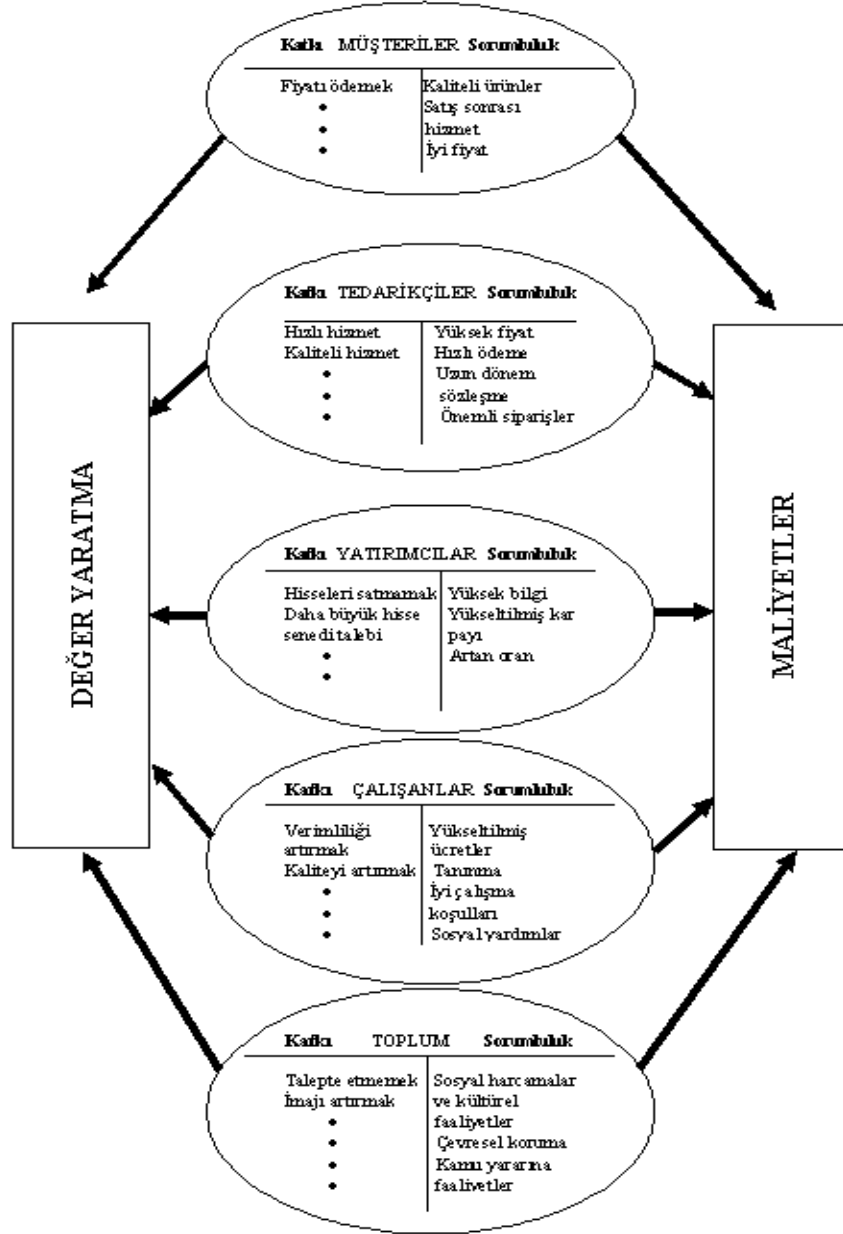 Katkı MÜŞTERİLER Sorumluluk
Fiyatı ödemek Kaliteli ürünler
• Satış sonrası
• hizmet
• İyi fiyat
Katkı TEDARİKÇİLER Sorumluluk
Hızlı hizmet Yüksek fiyat
Kaliteli hizmet Hızlı ödeme
• Uzun dönem
• sözleşme
• Önemli siparişler
DEĞER YARATMA
MALİYETLER
Katkı YATIRIMCILAR Sorumluluk
Hisseleri satmamak Yüksek bilgi
Daha büyük hisse Yükseltilmiş kar
senedi talebi payı
• Artan oran
•
Katkı ÇALIŞANLAR Sorumluluk
Verimliliği Yükseltilmiş
artırmak ücretler
Kaliteyi artırmak Tanınma
• İyi çalışma
• koşulları
• Sosyal yardımlar
Katkı TOPLUM Sorumluluk
Talepte etmemek Sosyal harcamalar
İmajı artırmak ve kültürel
• faaliyetler
• Çevresel koruma
• Kamu yararına
• faaliyetler